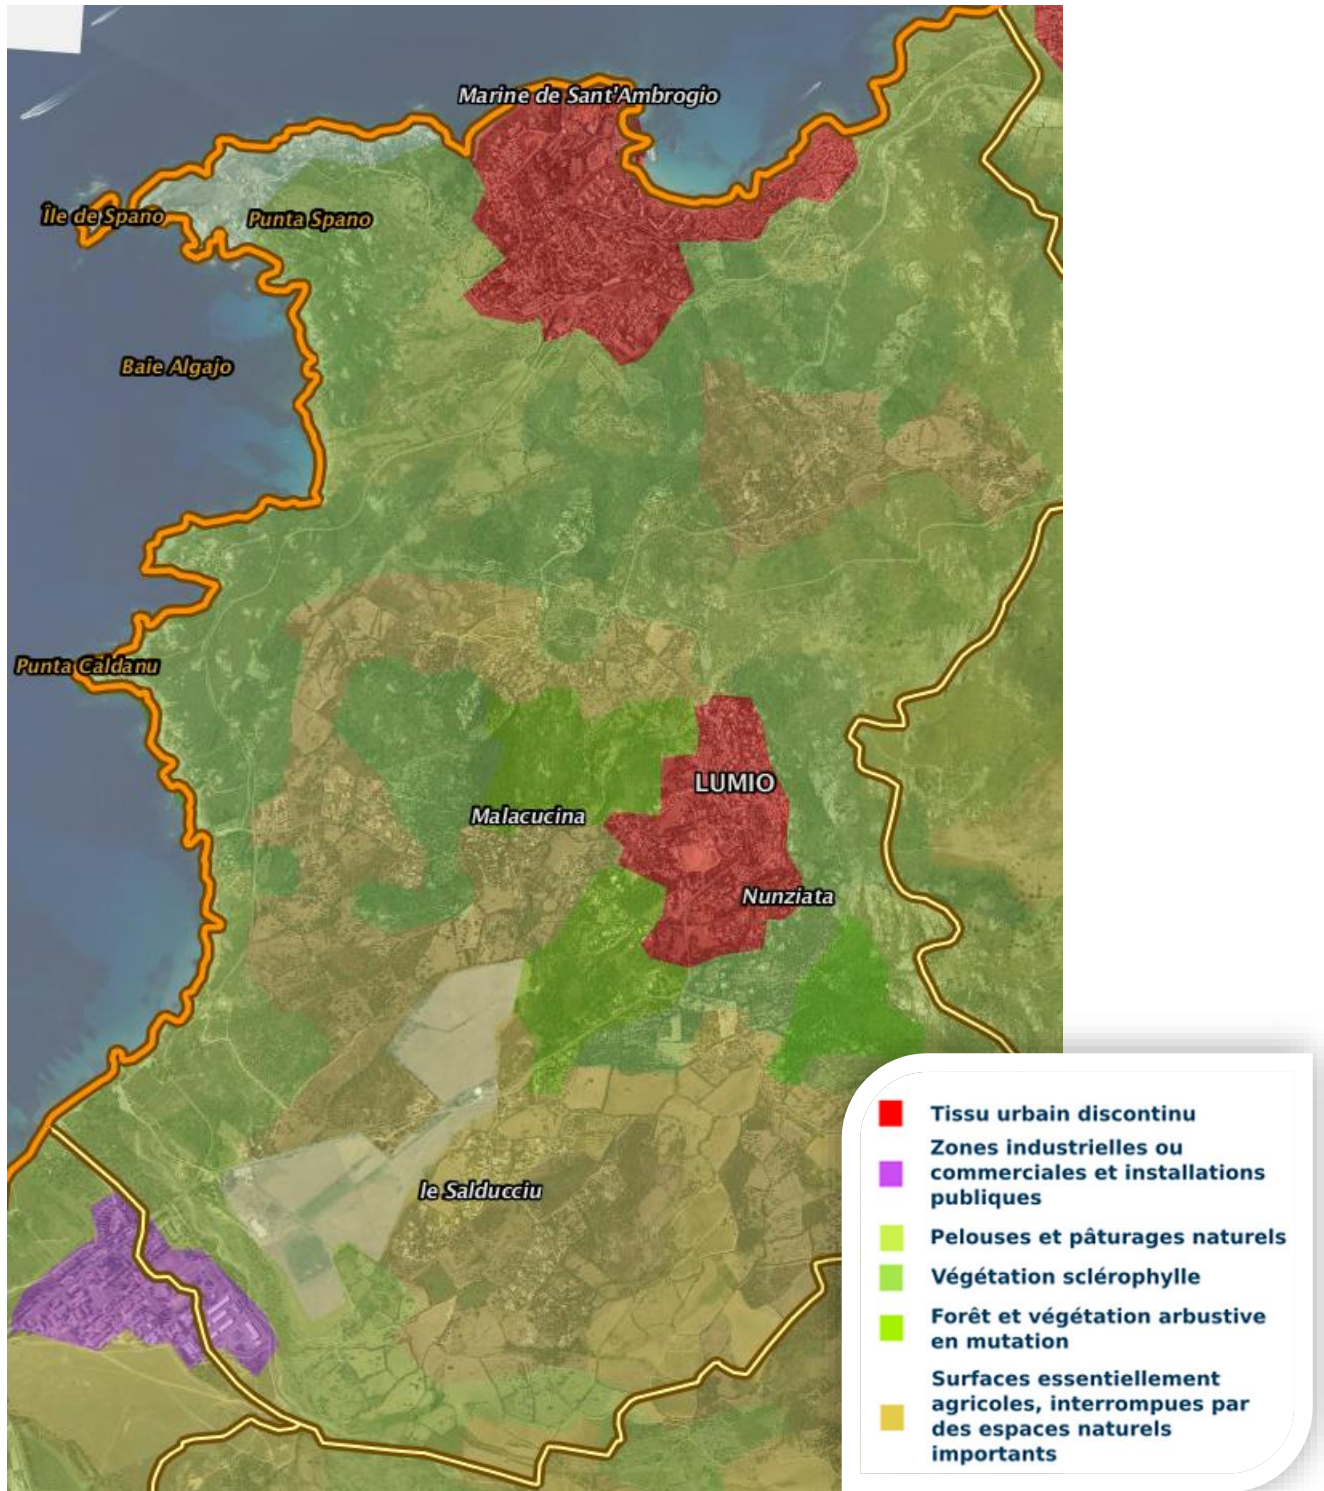 Marine de Sant'Ambrogio
Île de Spano
Punta Spano
Baie Algajo
Punta Caldanu
LUMIO
Malacucina
Nunziata
le Salducciu
Tissu urbain discontinu
Zones industrielles ou
commerciales et installations
publiques
Pelouses et pâturages naturels
Végétation sclérophylle
Forêt et végétation arbustive
en mutation
Surfaces essentiellement
agricoles, interrompues par
des espaces naturels
importants